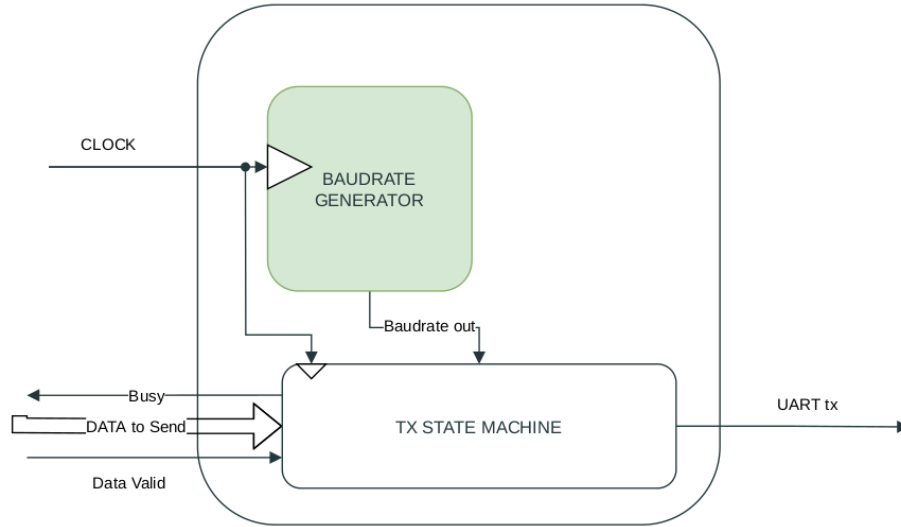 CLOCK
BAUDRATE
GENERATOR
Baudrate out
Busy
DATA to Send
Data Valid
TX STATE MACHINE
UART tx